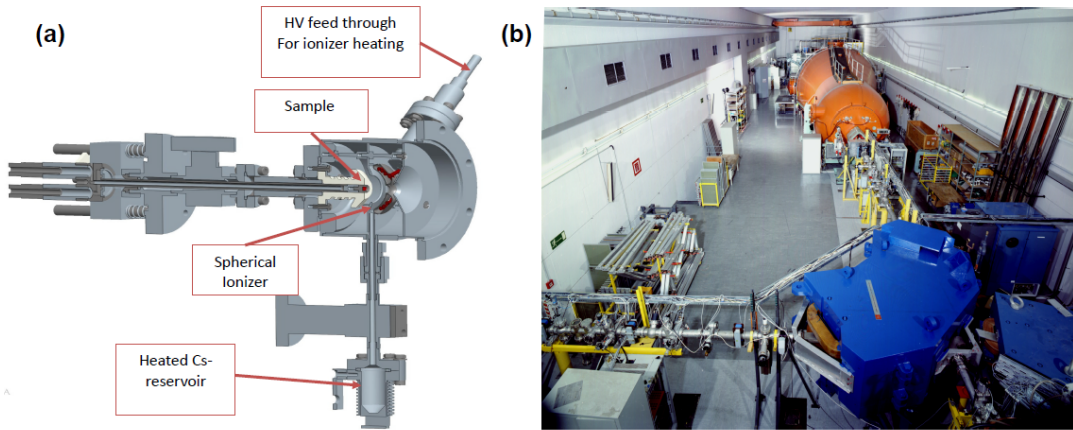 (a)
HV feed through
For ionizer heating
Sample
Spherical
Ionizer
Heated Cs-
reservoir
(b)